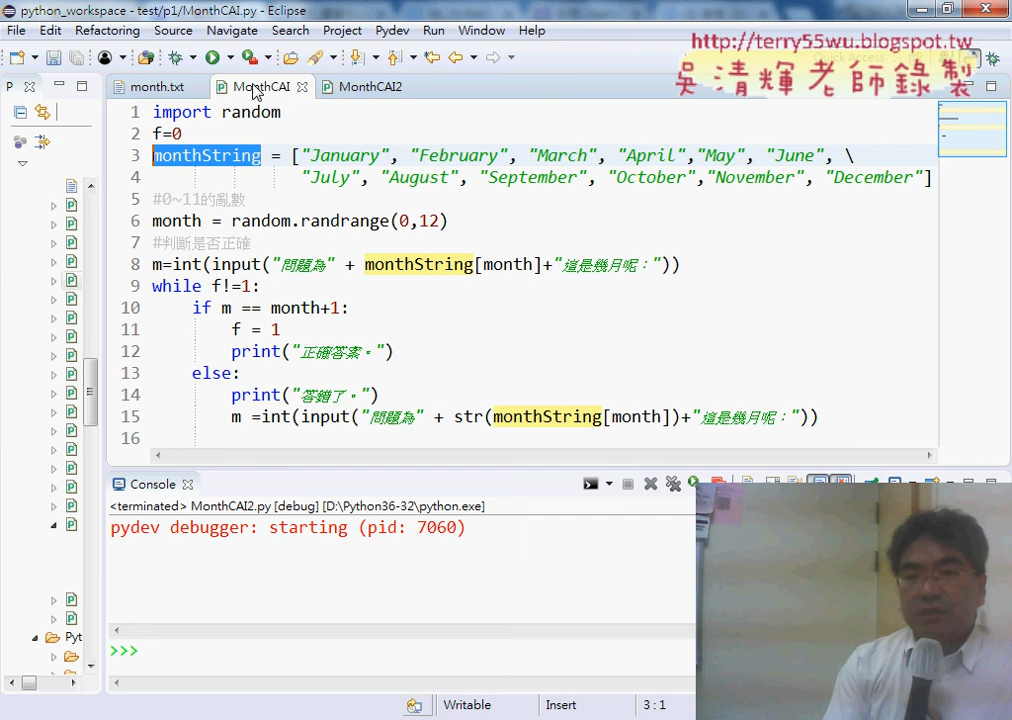 python_workspace - test/p1/MonthCAI.py - Eclipse
File Edit Refactoring Source Navigate Search Project Pydev Run Window Help
http://terry55wu.blogspot.tw
Quick Access
吳清輝老師錄製
P
month.txt MonthCAI MonthCAI2
1 import random
2 f=0
3 monthString = ["January", "February", "March", "April","May", "June", \
4 "July", "August", "September", "October","November", "December"]
5 #0~11的亂數
6 month = random.randrange(0,12)
7 #判斷是否正確
8 m=int(input("問題為" + monthString[month]+"這是幾月呢："))
9 while f!=1:
10 if m == month+1:
11 f = 1
12 print("正確答案。")
13 else:
14 print("答錯了。")
15 m =int(input("問題為" + str(monthString[month])+"這是幾月呢："))
16
Console
<terminated> MonthCAI2.py [debug] [D:\Python36-32\python.exe]
pydev debugger: starting (pid: 7060)
Pyt
>>>
Writable Insert 3 : 1